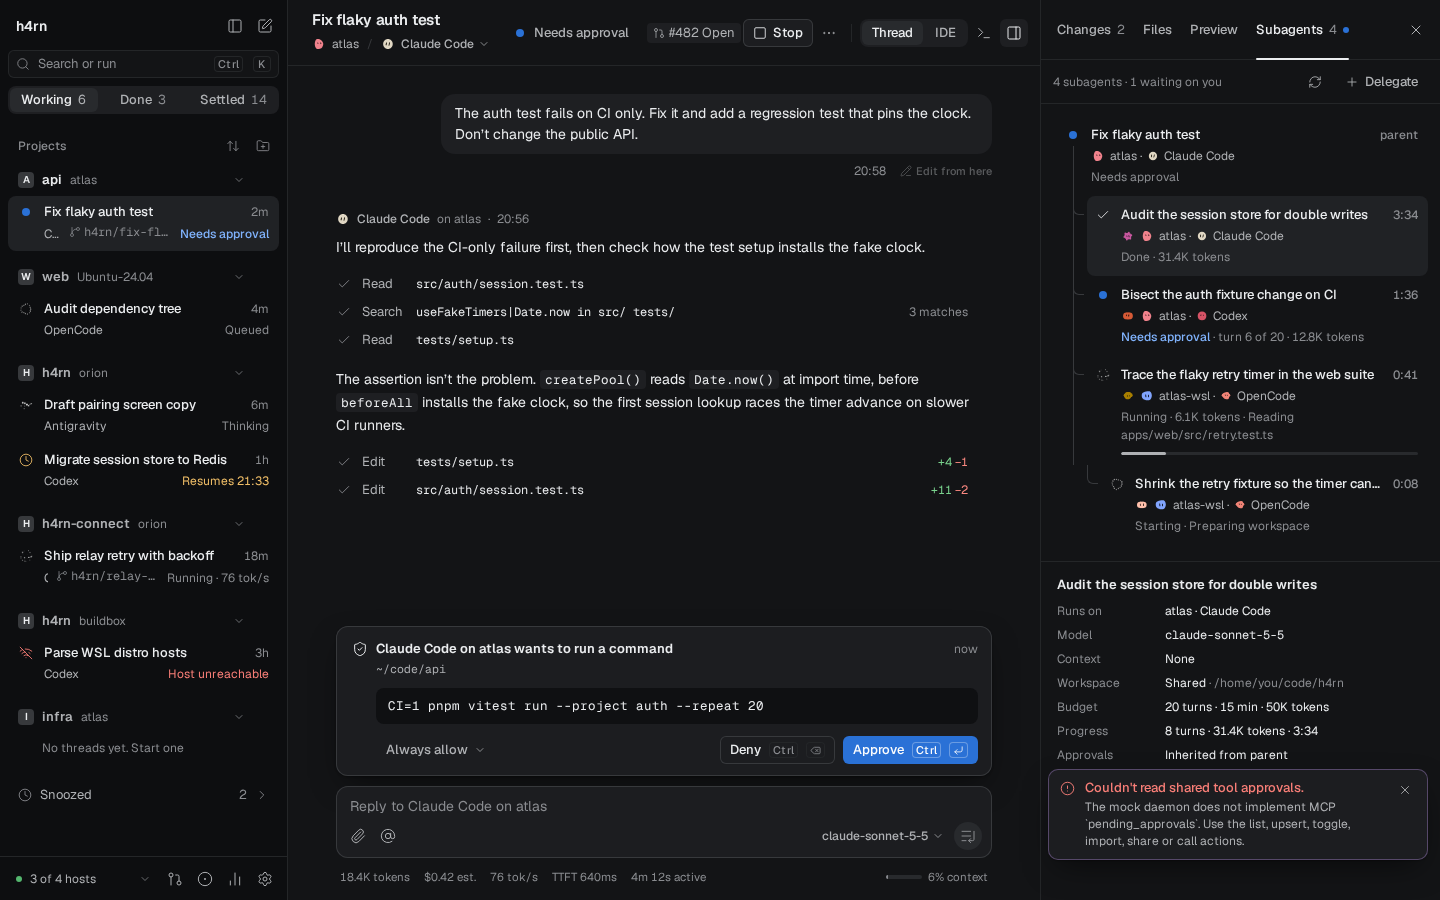 h4rn
Search or run Ctrl K
Working 6 Done 3 Settled 14
Projects
A api atlas
Fix flaky auth test 2m
C... h4rn/fix-fl... Needs approval
W web Ubuntu-24.04
Audit dependency tree 4m
OpenCode Queued
H h4rn orion
Draft pairing screen copy 6m
Antigravity Thinking
Migrate session store to Redis 1h
Codex Resumes 21:33
H h4rn-connect orion
Ship relay retry with backoff 18m
h4rn/relay-... Running · 76 tok/s
H h4rn buildbox
Parse WSL distro hosts 3h
Codex Host unreachable
I infra atlas
No threads yet. Start one
Snoozed 2
3 of 4 hosts
Fix flaky auth test
atlas / Claude Code
Needs approval
#482 Open
Stop
Thread IDE
The auth test fails on CI only. Fix it and add a regression test that pins the clock.
Don't change the public API.
20:58 Edit from here
Claude Code on atlas · 20:56
I'll reproduce the CI-only failure first, then check how the test setup installs the fake clock.
Read src/auth/session.test.ts
Search useFakeTimers|Date.now in src/ tests/ 3 matches
Read tests/setup.ts
The assertion isn't the problem. createPool() reads Date.now() at import time, before
beforeAll installs the fake clock, so the first session lookup races the timer advance on slower
CI runners.
Edit tests/setup.ts +4 −1
Edit src/auth/session.test.ts +11 −2
Claude Code on atlas wants to run a command now
~/code/api
CI=1 pnpm vitest run --project auth --repeat 20
Always allow Deny Ctrl Approve Ctrl
Reply to Claude Code on atlas
claude-sonnet-5-5
18.4K tokens $0.42 est. 76 tok/s TTFT 640ms 4m 12s active 6% context
Changes 2 Files Preview Subagents 4
4 subagents · 1 waiting on you Delegate
Fix flaky auth test parent
atlas · Claude Code
Needs approval
Audit the session store for double writes 3:34
atlas · Claude Code
Done · 31.4K tokens
Bisect the auth fixture change on CI 1:36
atlas · Codex
Needs approval · turn 6 of 20 · 12.8K tokens
Trace the flaky retry timer in the web suite 0:41
atlas-wsl · OpenCode
Running · 6.1K tokens · Reading
apps/web/src/retry.test.ts
Shrink the retry fixture so the timer can... 0:08
atlas-wsl · OpenCode
Starting · Preparing workspace
Audit the session store for double writes
Runs on atlas · Claude Code
Model claude-sonnet-5-5
Context None
Workspace Shared · /home/you/code/h4rn
Budget 20 turns · 15 min · 50K tokens
Progress 8 turns · 31.4K tokens · 3:34
Approvals Inherited from parent
Couldn't read shared tool approvals.
The mock daemon does not implement MCP
`pending_approvals`. Use the list, upsert, toggle,
import, share or call actions.